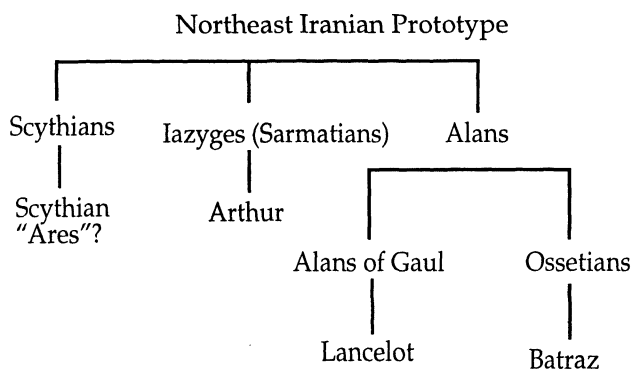 Northeast Iranian Prototype
Scythians
Iazyges (Sarmatians)
Alans
Scythian
"Ares"?
Arthur
Alans of Gaul
Ossetians
Lancelot
Batraz